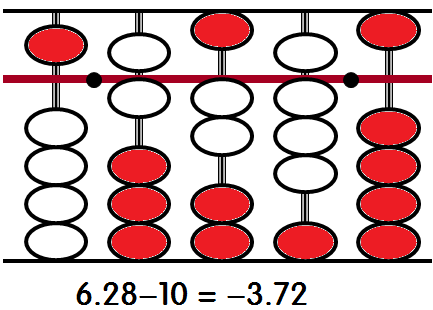 6.28–10 = –3.72